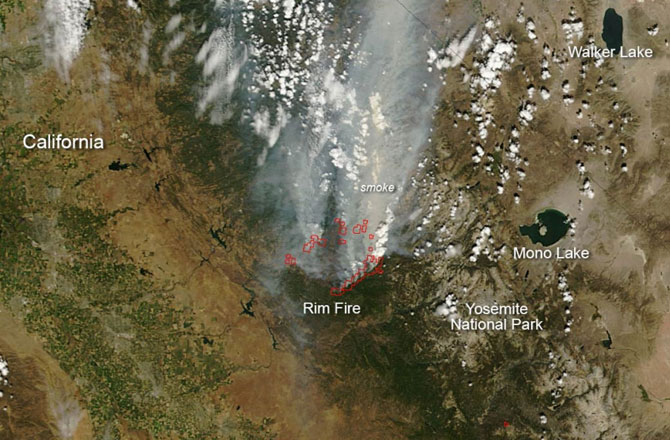 Walker Lake
California
smoke
Mono Lake
Rim Fire
Yosemite
National Park